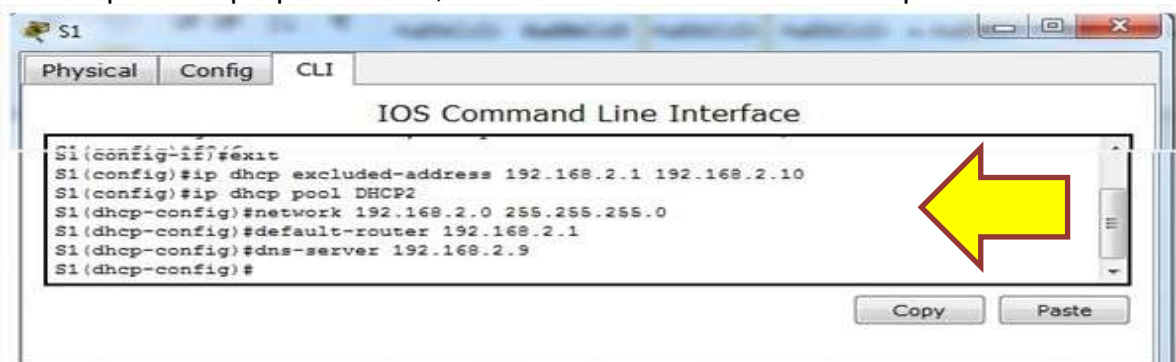 S1
Physical Config CLI
IOS Command Line Interface
S1(config-if)#exit
S1(config)#ip dhcp excluded-address 192.168.2.1 192.168.2.10
S1(config)#ip dhcp pool DHCP2
S1(dhcp-config)#network 192.168.2.0 255.255.255.0
S1(dhcp-config)#default-router 192.168.2.1
S1(dhcp-config)#dns-server 192.168.2.9
S1(dhcp-config)#
Copy Paste